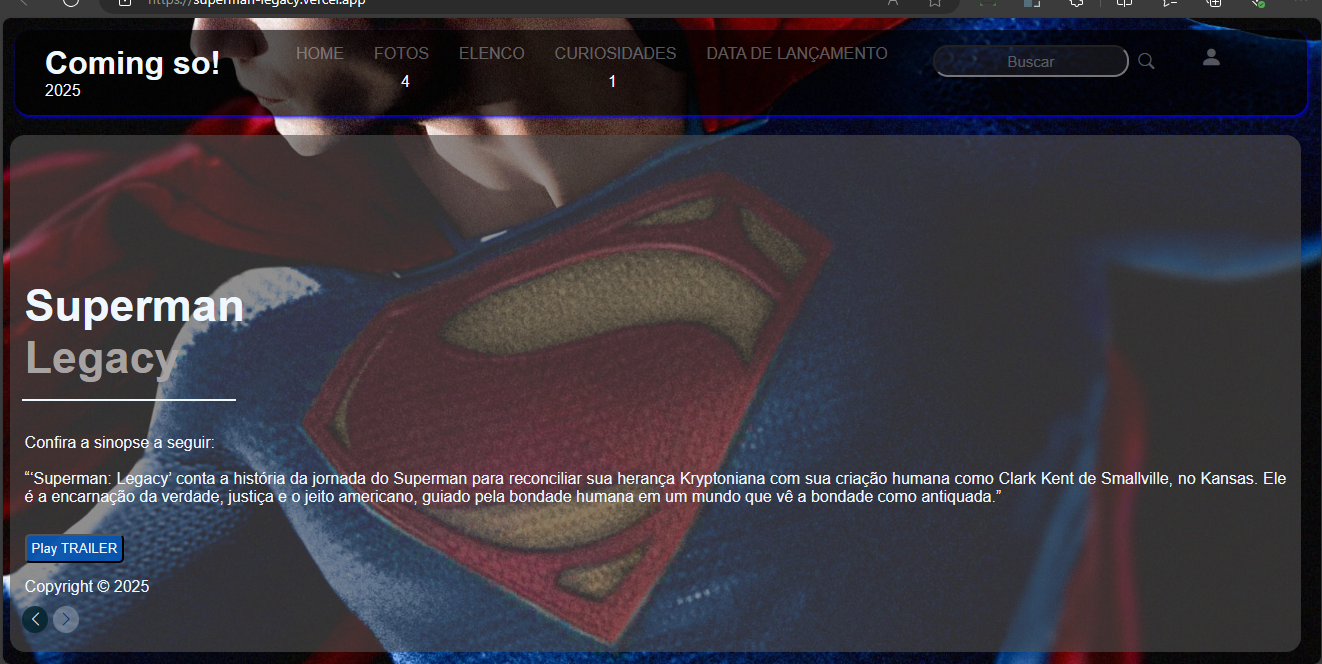 https://superman-legacy.vercel.app
Coming so!
2025
HOME
FOTOS
4
ELENCO
CURIOSIDADES
1
DATA DE LANÇAMENTO
Buscar
Superman
Legacy
Confira a sinopse a seguir:
“‘Superman: Legacy’ conta a história da jornada do Superman para reconciliar sua herança Kryptoniana com sua criação humana como Clark Kent de Smallville, no Kansas. Ele
é a encarnação da verdade, justiça e o jeito americano, guiado pela bondade humana em um mundo que vê a bondade como antiquada.”
Play TRAILER
Copyright © 2025